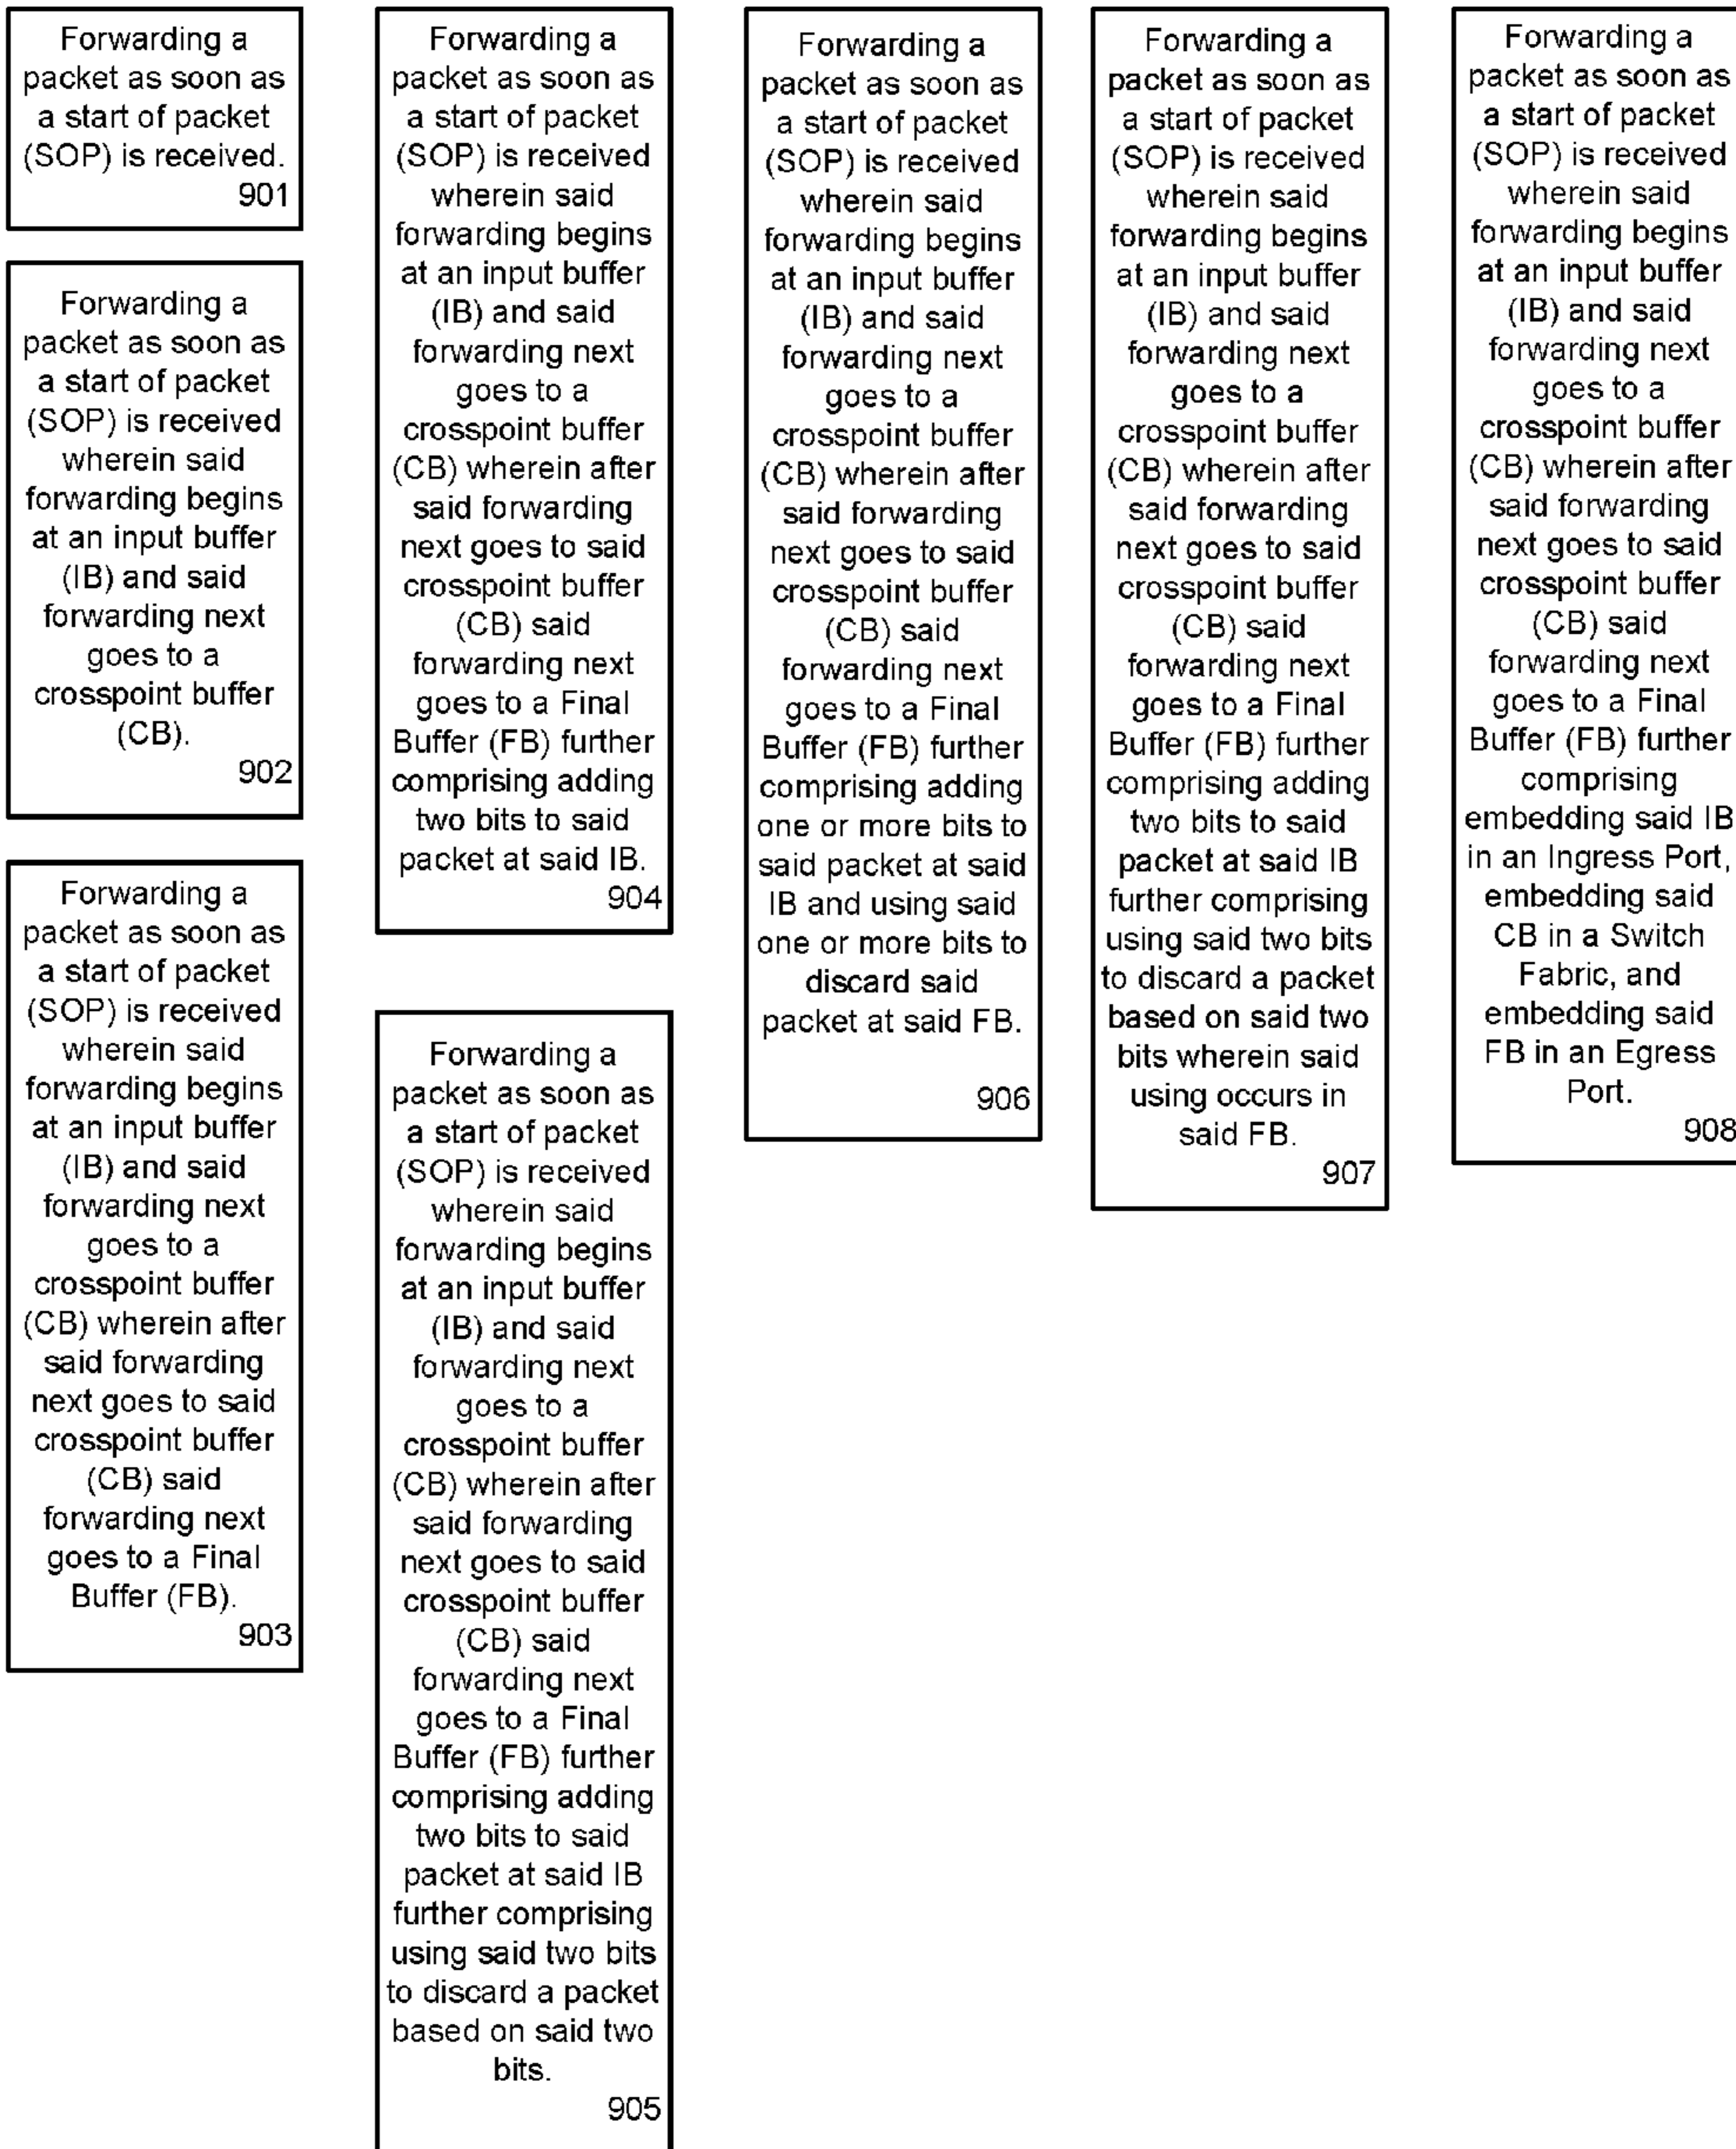 Forwarding a
packet as soon as
a start of packet
(SOP) is received.
901
Forwarding a
packet as soon as
a start of packet
(SOP) is received
wherein said
forwarding begins
at an input buffer
(IB) and said
forwarding next
goes to a
crosspoint buffer
(CB).
902
Forwarding a
packet as soon as
a start of packet
(SOP) is received
wherein said
forwarding begins
at an input buffer
(IB) and said
forwarding next
goes to a
crosspoint buffer
(CB) wherein after
said forwarding
next goes to said
crosspoint buffer
(CB) said
forwarding next
goes to a Final
Buffer (FB).
903
Forwarding a
packet as soon as
a start of packet
(SOP) is received
wherein said
forwarding begins
at an input buffer
(IB) and said
forwarding next
goes to a
crosspoint buffer
(CB) wherein after
said forwarding
next goes to said
crosspoint buffer
(CB) said
forwarding next
goes to a Final
Buffer (FB) further
comprising adding
two bits to said
packet at said IB.
904
Forwarding a
packet as soon as
a start of packet
(SOP) is received
wherein said
forwarding begins
at an input buffer
(IB) and said
forwarding next
goes to a
crosspoint buffer
(CB) wherein after
said forwarding
next goes to said
crosspoint buffer
(CB) said
forwarding next
goes to a Final
Buffer (FB) further
comprising adding
two bits to said
packet at said IB
further comprising
using said two bits
to discard a packet
based on said two
bits.
905
Forwarding a
packet as soon as
a start of packet
(SOP) is received
wherein said
forwarding begins
at an input buffer
(IB) and said
forwarding next
goes to a
crosspoint buffer
(CB) wherein after
said forwarding
next goes to said
crosspoint buffer
(CB) said
forwarding next
goes to a Final
Buffer (FB) further
comprising adding
one or more bits to
said packet at said
IB and using said
one or more bits to
discard said
packet at said FB.
906
Forwarding a
packet as soon as
a start of packet
(SOP) is received
wherein said
forwarding begins
at an input buffer
(IB) and said
forwarding next
goes to a
crosspoint buffer
(CB) wherein after
said forwarding
next goes to said
crosspoint buffer
(CB) said
forwarding next
goes to a Final
Buffer (FB) further
comprising adding
two bits to said
packet at said IB
further comprising
using said two bits
to discard a packet
based on said two
bits wherein said
using occurs in
said FB.
907
Forwarding a
packet as soon as
a start of packet
(SOP) is received
wherein said
forwarding begins
at an input buffer
(IB) and said
forwarding next
goes to a
crosspoint buffer
(CB) wherein after
said forwarding
next goes to said
crosspoint buffer
(CB) said
forwarding next
goes to a Final
Buffer (FB) further
comprising
embedding said IB
in an Ingress Port,
embedding said
CB in a Switch
Fabric, and
embedding said
FB in an Egress
Port.
908